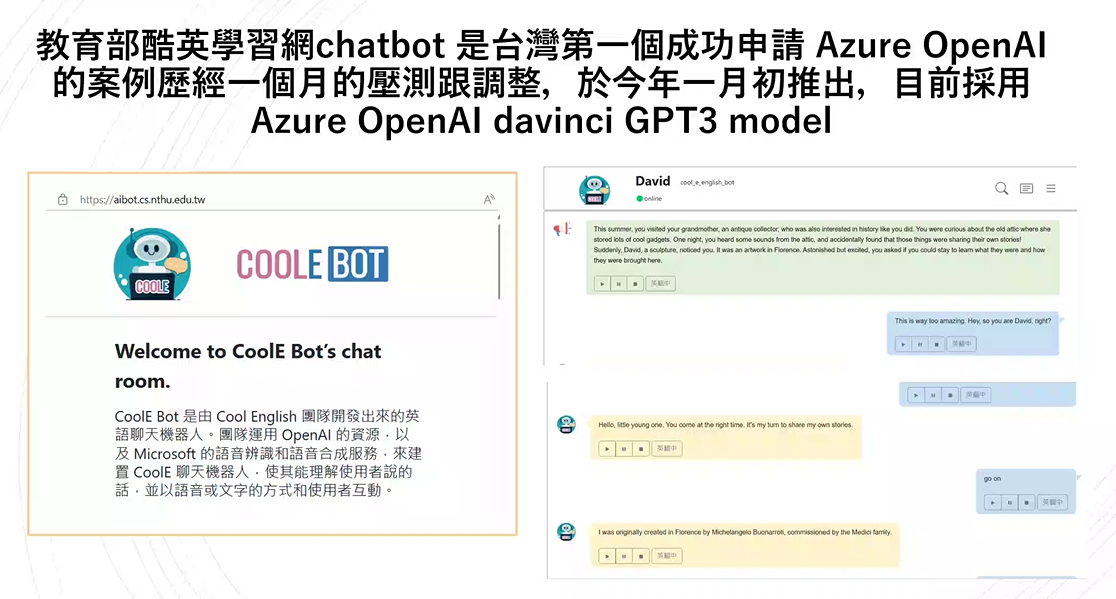 教育部酷英學習網chatbot 是台灣第一個成功申請 Azure OpenAI
的案例歷經一個月的壓測跟調整，於今年一月初推出，目前採用
Azure OpenAI davinci GPT3 model
https://aibot.cs.nthu.edu.tw
COOLE
COOLE BOT
Welcome to CoolE Bot's chat
room.
CoolE Bot 是由 Cool English 團隊開發出來的英
語聊天機器人。團隊運用 OpenAI 的資源，以
及 Microsoft 的語音辨識和語音合成服務，來建
置 CoolE 聊天機器人，使其能理解使用者說的
話，並以語音或文字的方式和使用者互動。
David cool_e_english_bot
online
This summer, you visited your grandmother, an antique collector, who was also interested in history like you did. You were curious about the old attic where she
stored lots of cool gadgets. One night, you heard some sounds from the attic, and accidentally found that those things were sharing their own stories!
Suddenly, David, a sculpture, noticed you. It was an artwork in Florence. Astonished but excited, you asked if you could stay to learn what they were and how
they were brought here.
英翻中
This is way too amazing. Hey, so you are David, right?
英翻中
英翻中
Hello, little young one. You come at the right time. It's my turn to share my own stories.
英翻中
go on
英翻中
I was originally created in Florence by Michelangelo Buonarroti, commissioned by the Medici family.
英翻中